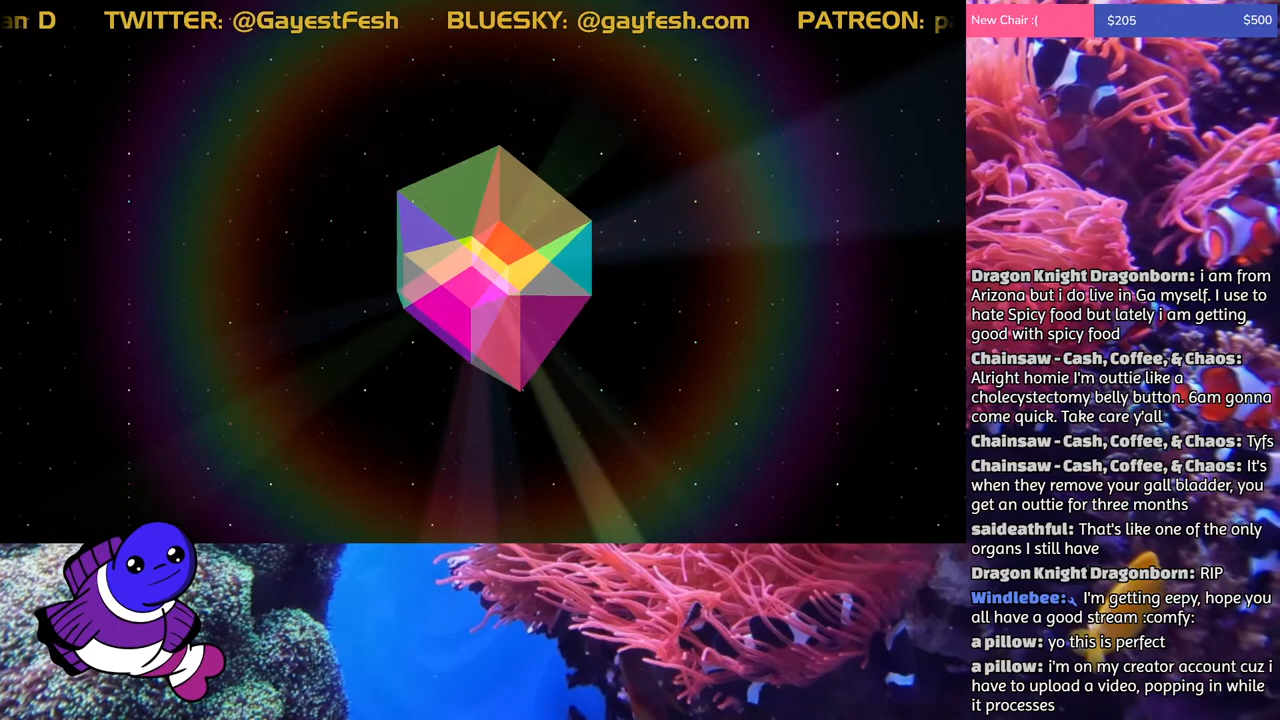 an D TWITTER: @GayestFesh BLUESKY: @gayfesh.com PATREON: p
New Chair :( $205 $500
Dragon Knight Dragonborn: i am from
Arizona but i do live in Ga myself. I use to
hate Spicy food but lately i am getting
good with spicy food
Chainsaw - Cash, Coffee, & Chaos:
Alright homie I'm outtie like a
cholecystectomy belly button. 6am gonna
come quick. Take care y'all
Chainsaw - Cash, Coffee, & Chaos: Tyfs
Chainsaw - Cash, Coffee, & Chaos: It's
when they remove your gall bladder, you
get an outtie for three months
saideathful: That's like one of the only
organs I still have
Dragon Knight Dragonborn: RIP
Windlebee: I'm getting eepy, hope you
all have a good stream :comfy:
a pillow: yo this is perfect
a pillow: i'm on my creator account cuz i
have to upload a video, popping in while
it processes